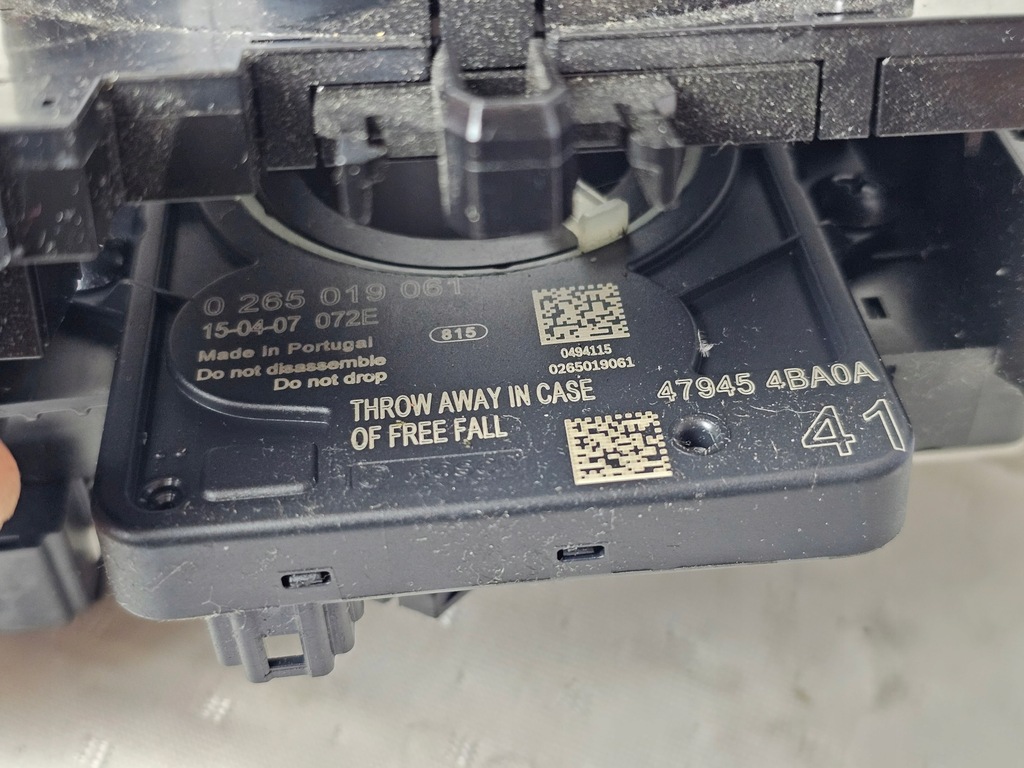 0 265 019 061
15-04-07 072E
815
Made in Portugal
Do not disassemble
Do not drop
0494115
0265019061
THROW AWAY IN CASE
OF FREE FALL
47945 4BA0A
41